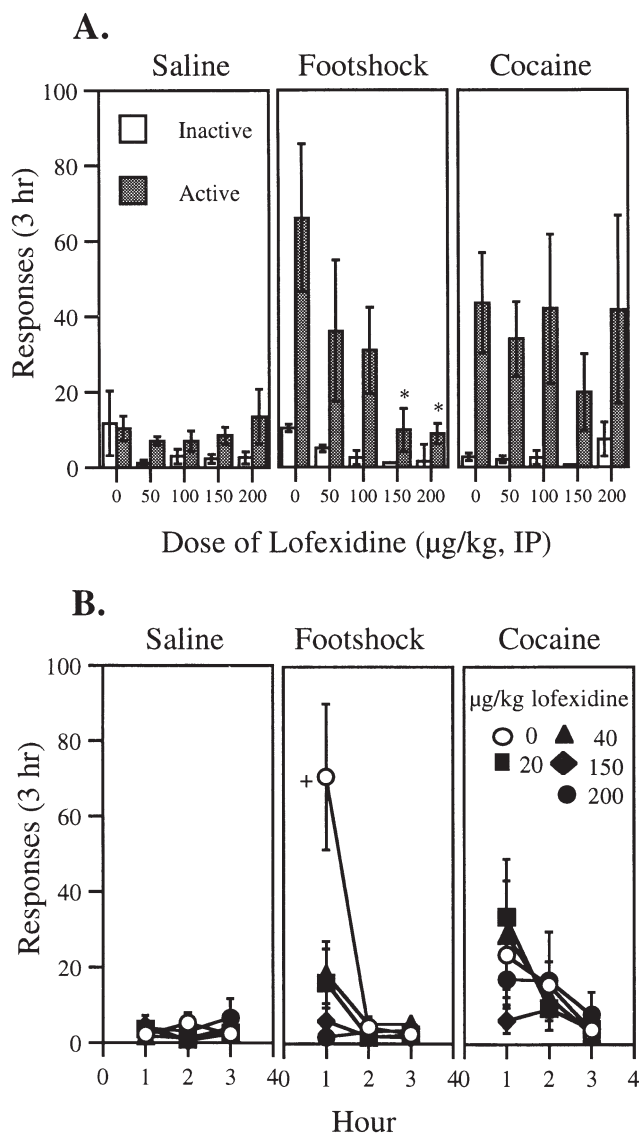 A.
Saline Footshock Cocaine
100
Inactive
80
Active
60
40
* *
20
0
Responses (3 hr)
0 50 100 150 200 0 50 100 150 200 0 50 100 150 200
Dose of Lofexidine (µg/kg, IP)
B.
Saline Footshock Cocaine
100
µg/kg lofexidine
0 40
20 150
200
80
+
60
40
20
0
Responses (3 hr)
0 1 2 3 40 1 2 3 40 1 2 3 4
Hour